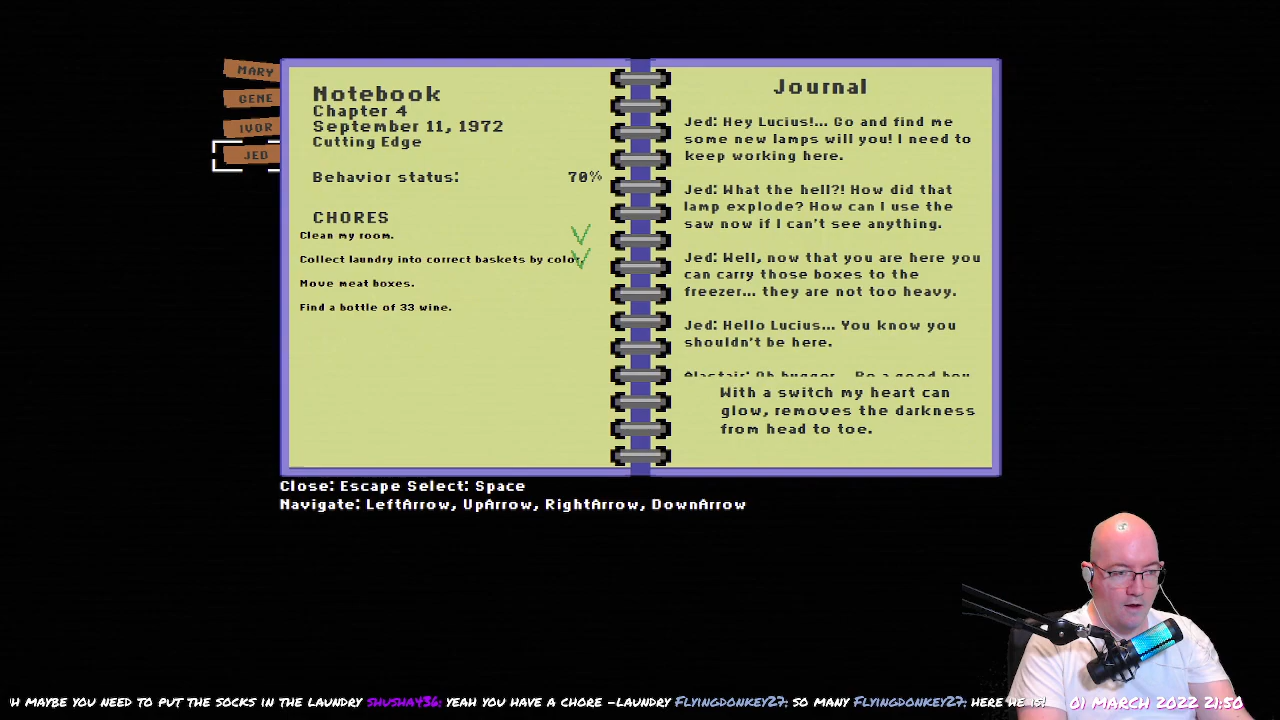 MARY
GENE
IVOR
JED
Notebook
Chapter 4
September 11, 1972
Cutting Edge
Behavior status: 70%
CHORES
Clean my room.
Collect laundry into correct baskets by color.
Move meat boxes.
Find a bottle of 33 wine.
Journal
Jed: Hey Lucius!... Go and find me
some new lamps will you! I need to
keep working here.
Jed: What the hell?! How did that
lamp explode? How can I use the
saw now if I can't see anything.
Jed: Well, now that you are here you
can carry those boxes to the
freezer... they are not too heavy.
Jed: Hello Lucius... You know you
shouldn't be here.
Alastair: Oh bugger... Be a good boy
With a switch my heart can
glow, removes the darkness
from head to toe.
Close: Escape Select: Space
Navigate: LeftArrow, UpArrow, RightArrow, DownArrow
H MAYBE YOU NEED TO PUT THE SOCKS IN THE LAUNDRY SHUSHA436: YEAH YOU HAVE A CHORE -LAUNDRY FLYINGDONKEY27: SO MANY FLYINGDONKEY27: HERE HE IS! 01 MARCH 2022 21:50